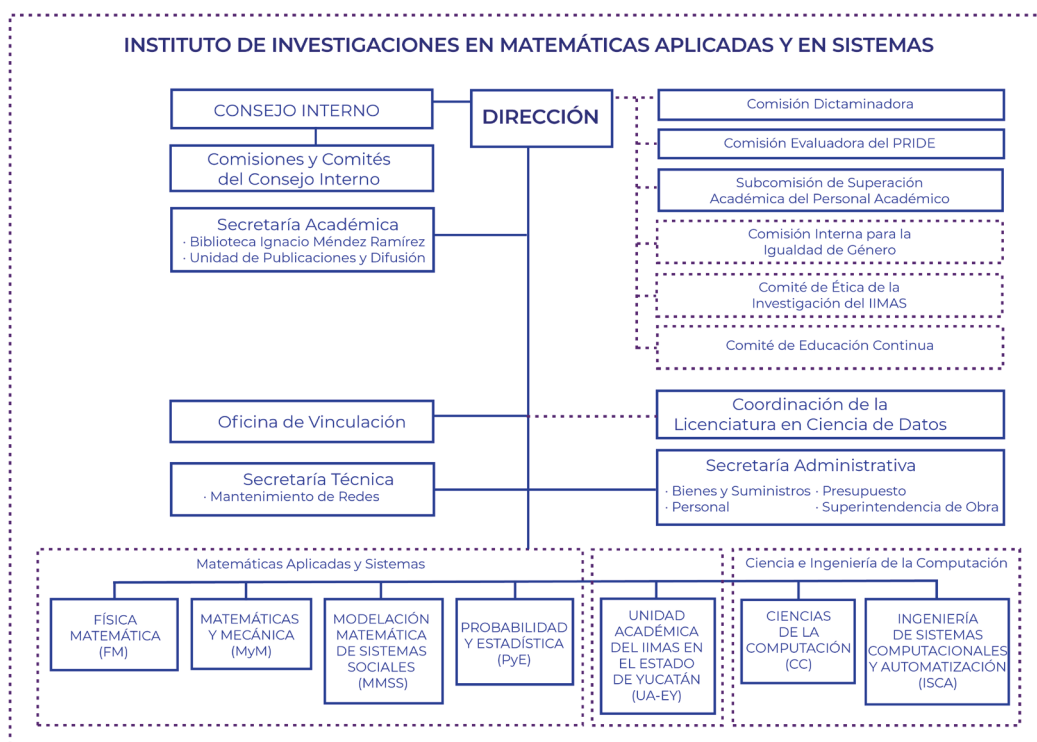 INSTITUTO DE INVESTIGACIONES EN MATEMÁTICAS APLICADAS Y EN SISTEMAS
DIRECCIÓN
CONSEJO INTERNO
Comisiones y Comités
del Consejo Interno
Secretaría Académica
· Biblioteca Ignacio Méndez Ramírez
· Unidad de Publicaciones y Difusión
Comisión Dictaminadora
Comisión Evaluadora del PRIDE
Subcomisión de Superación
Académica del Personal Académico
Comisión Interna para la
Igualdad de Género
Comité de Ética de la
Investigación del IIMAS
Comité de Educación Continua
Oficina de Vinculación
Coordinación de la
Licenciatura en Ciencia de Datos
Secretaría Técnica
· Mantenimiento de Redes
Secretaría Administrativa
· Bienes y Suministros · Presupuesto
· Personal · Superintendencia de Obra
Matemáticas Aplicadas y Sistemas
FÍSICA
MATEMÁTICA
(FM)
MATEMÁTICAS
Y MECÁNICA
(MyM)
MODELACIÓN
MATEMÁTICA
DE SISTEMAS
SOCIALES
(MMSS)
PROBABILIDAD
Y ESTADÍSTICA
(PyE)
UNIDAD
ACADÉMICA
DEL IIMAS EN
EL ESTADO
DE YUCATÁN
(UA-EY)
Ciencia e Ingeniería de la Computación
CIENCIAS
DE LA
COMPUTACIÓN
(CC)
INGENIERÍA
DE SISTEMAS
COMPUTACIONALES
Y AUTOMATIZACIÓN
(ISCA)